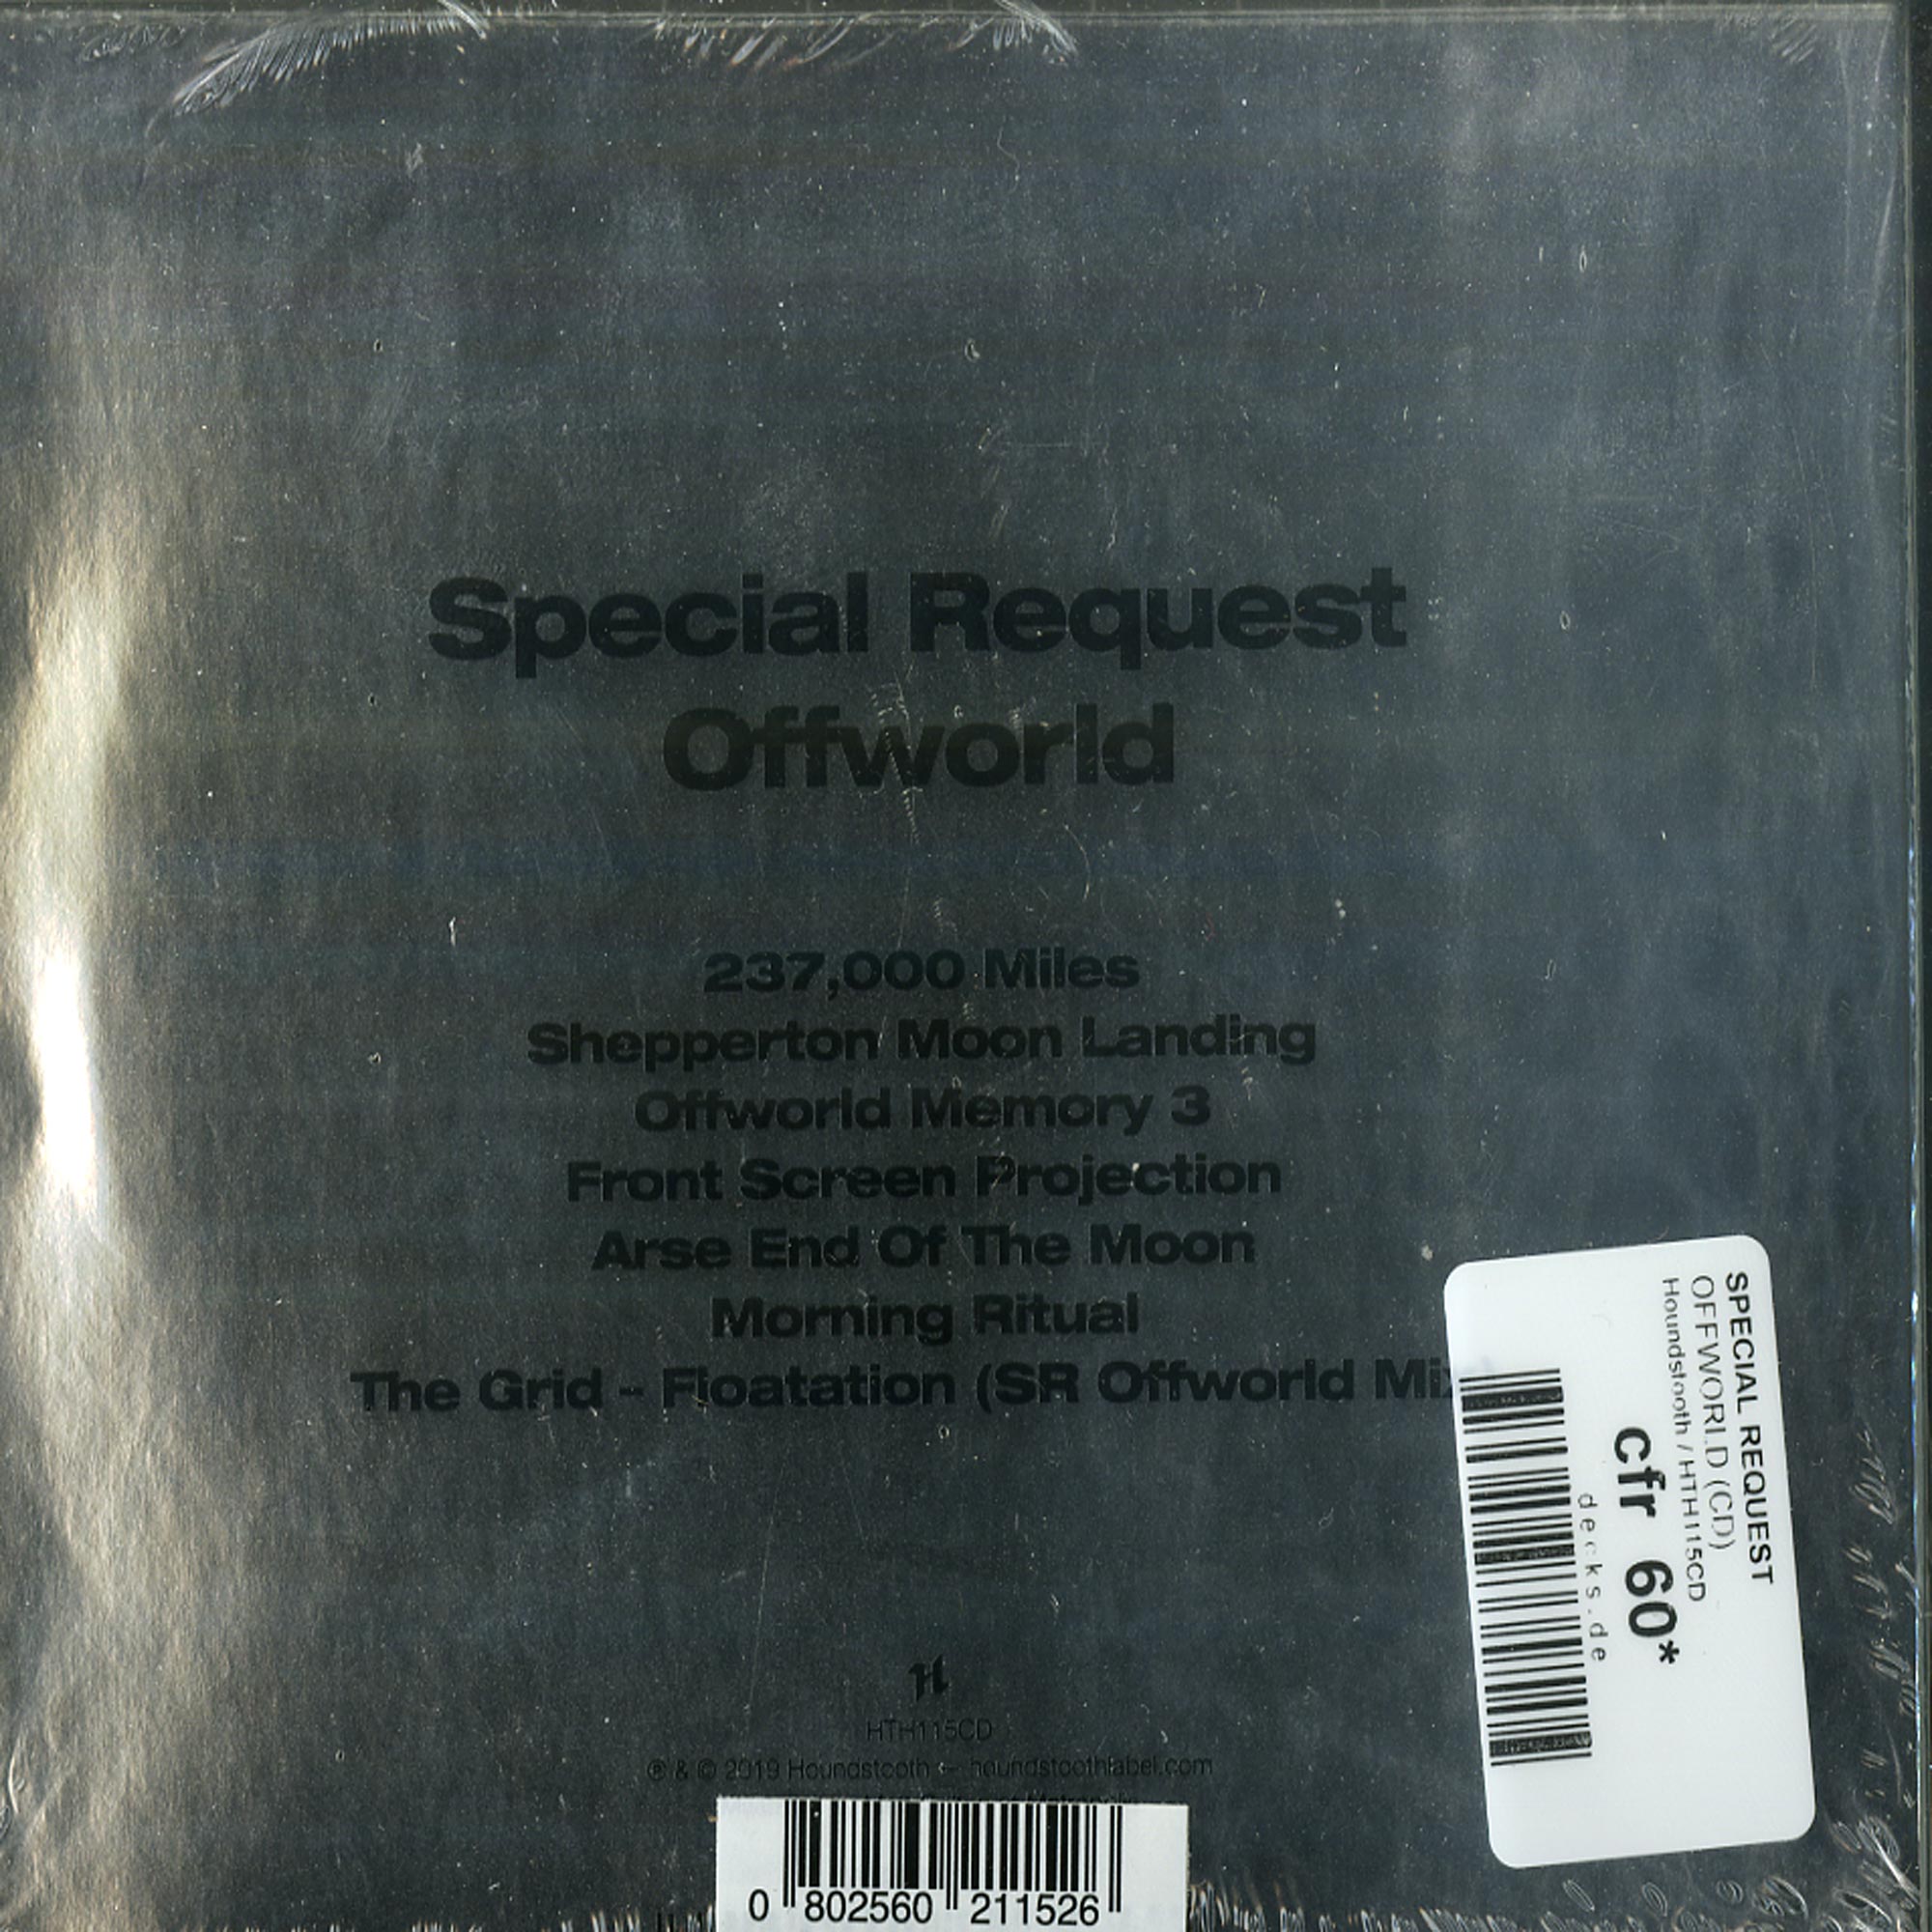 Special Request
Offworld
237,000 Miles
Shepperton Moon Landing
Offworld Memory 3
Front Screen Projection
Arse End Of The Moon
Morning Ritual
The Grid - Floatation (SR Offworld Mix
HTH115CD
℗ & © 2019 Houndstooth – houndstoothlabel.com
0 802560 211526
SPECIAL REQUEST
OFFWORLD (CD)
Houndstooth / HTH115CD
cfr 60*
decks.de